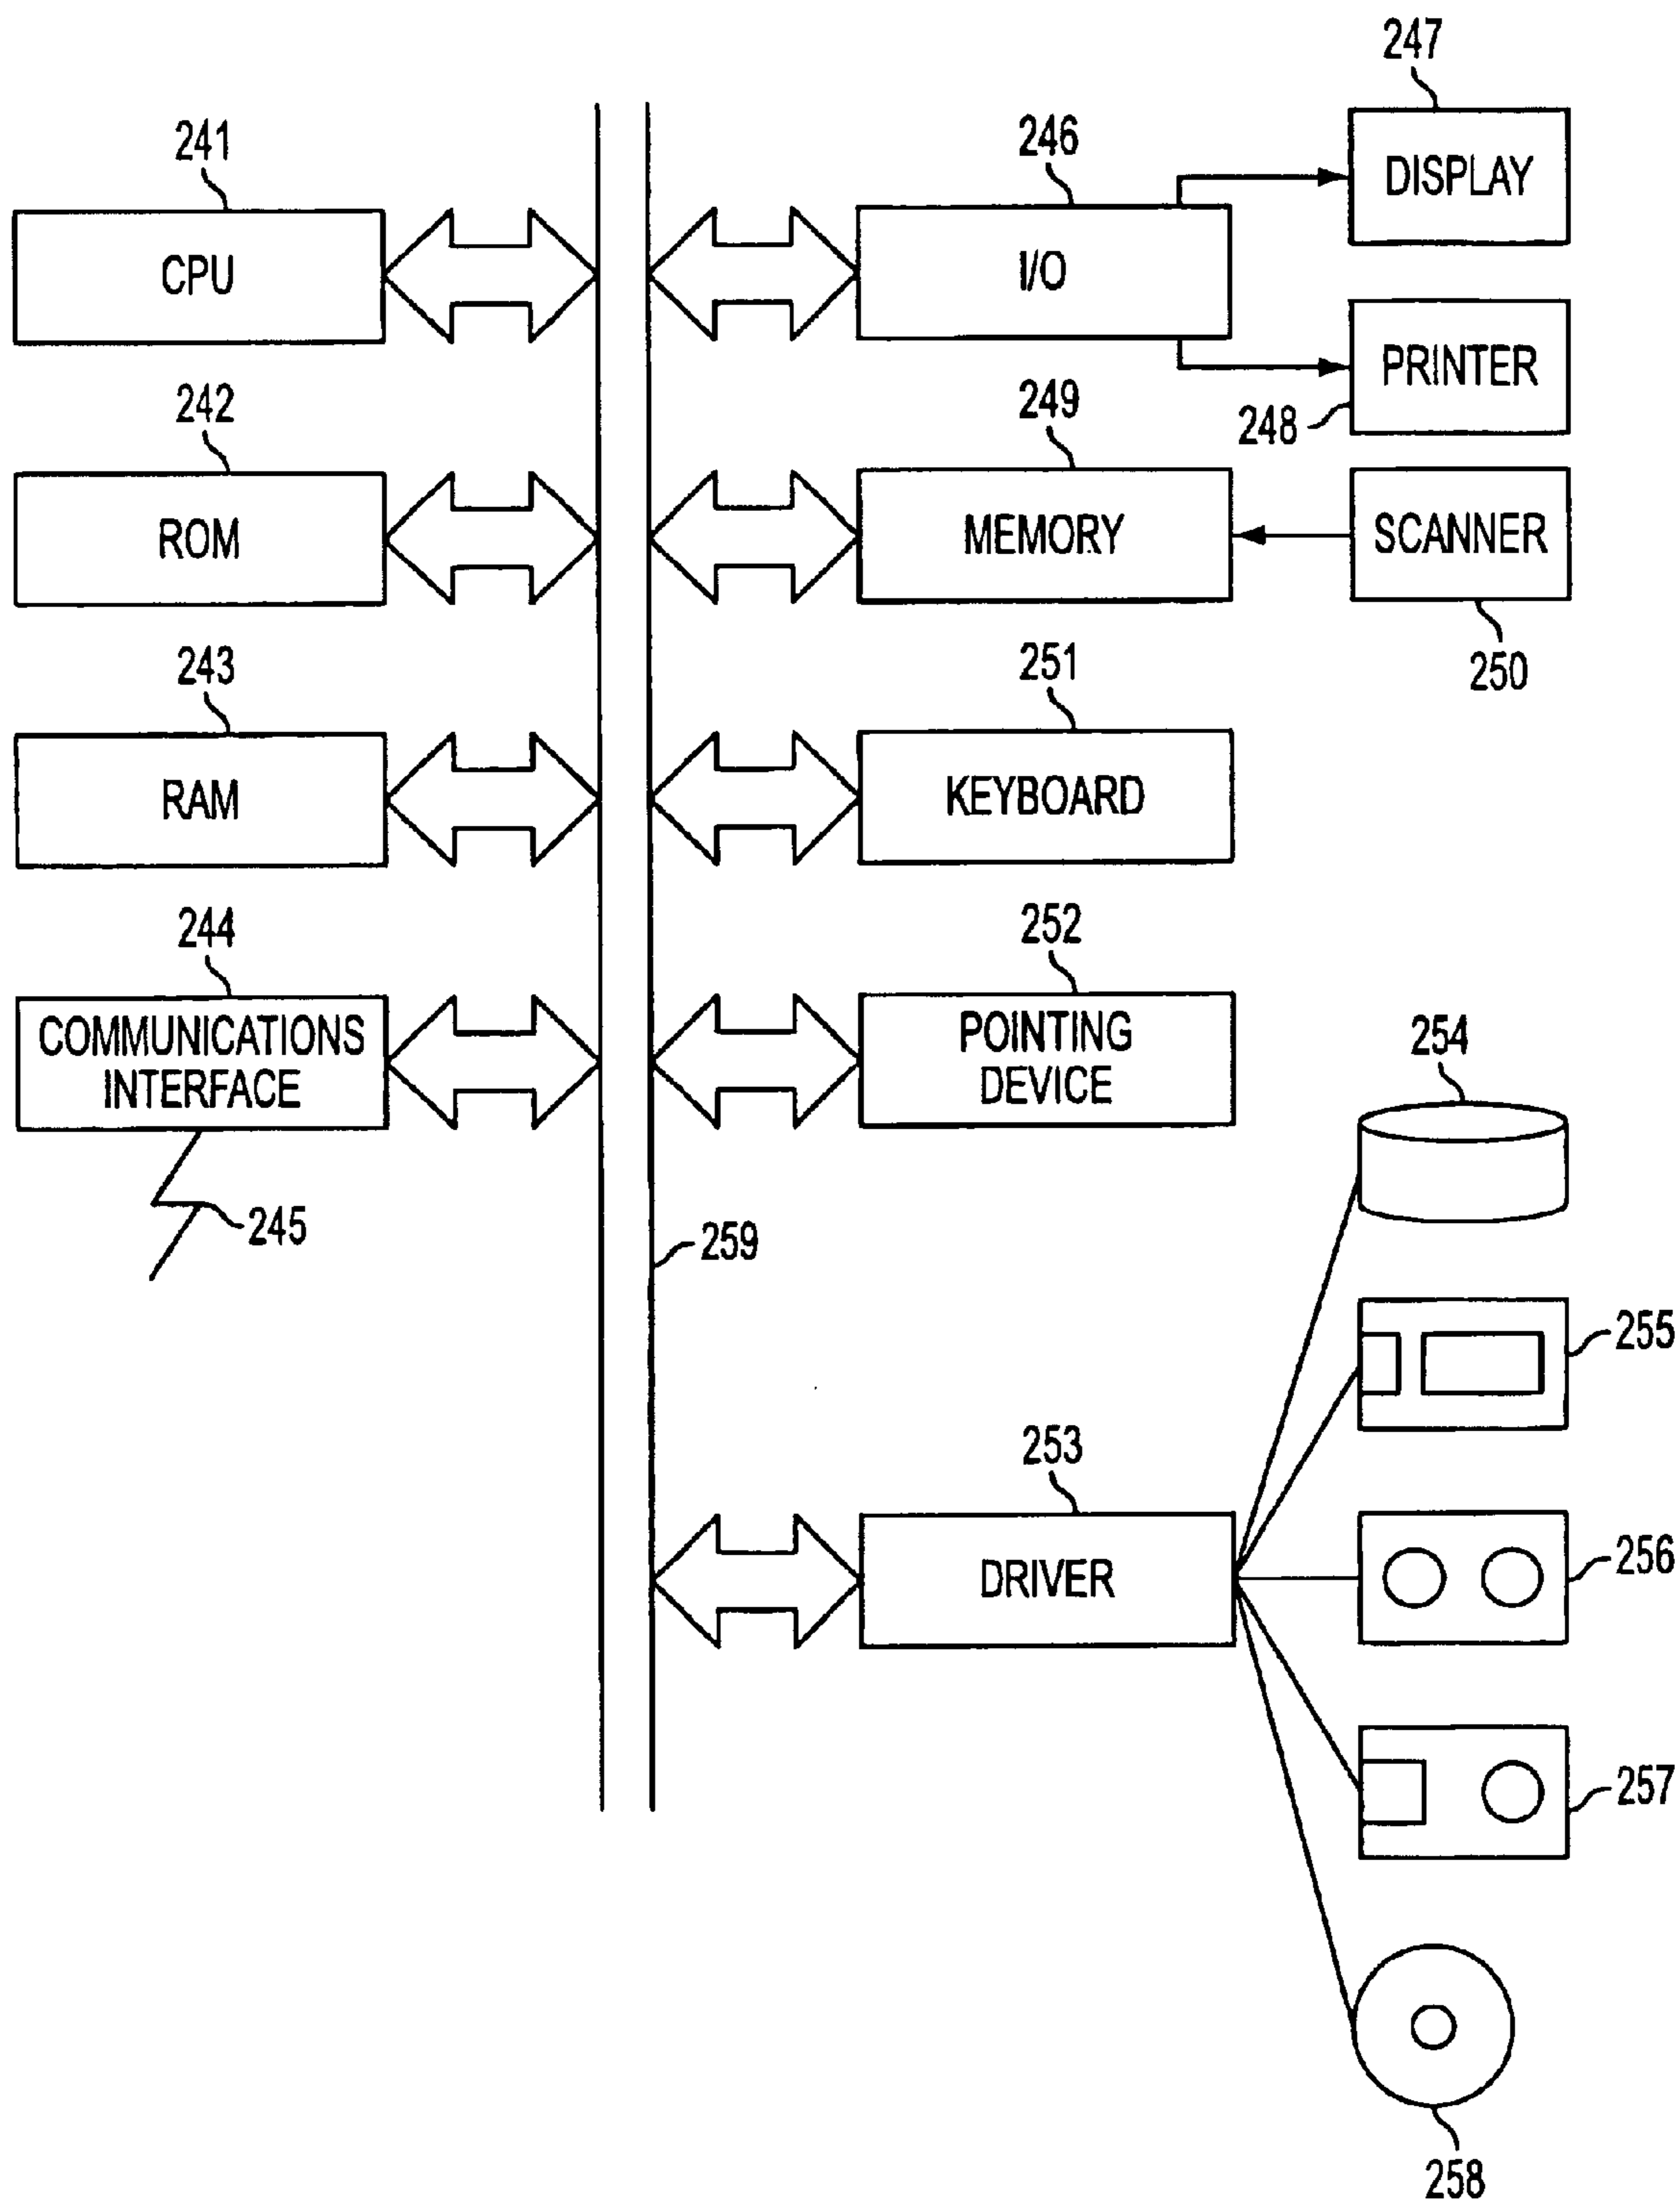 247
241
246
DISPLAY
CPU
I/O
PRINTER
242
249
248
ROM
MEMORY
SCANNER
243
251
250
RAM
KEYBOARD
244
252
COMMUNICATIONS
INTERFACE
POINTING
DEVICE
254
245
259
255
253
DRIVER
256
257
258